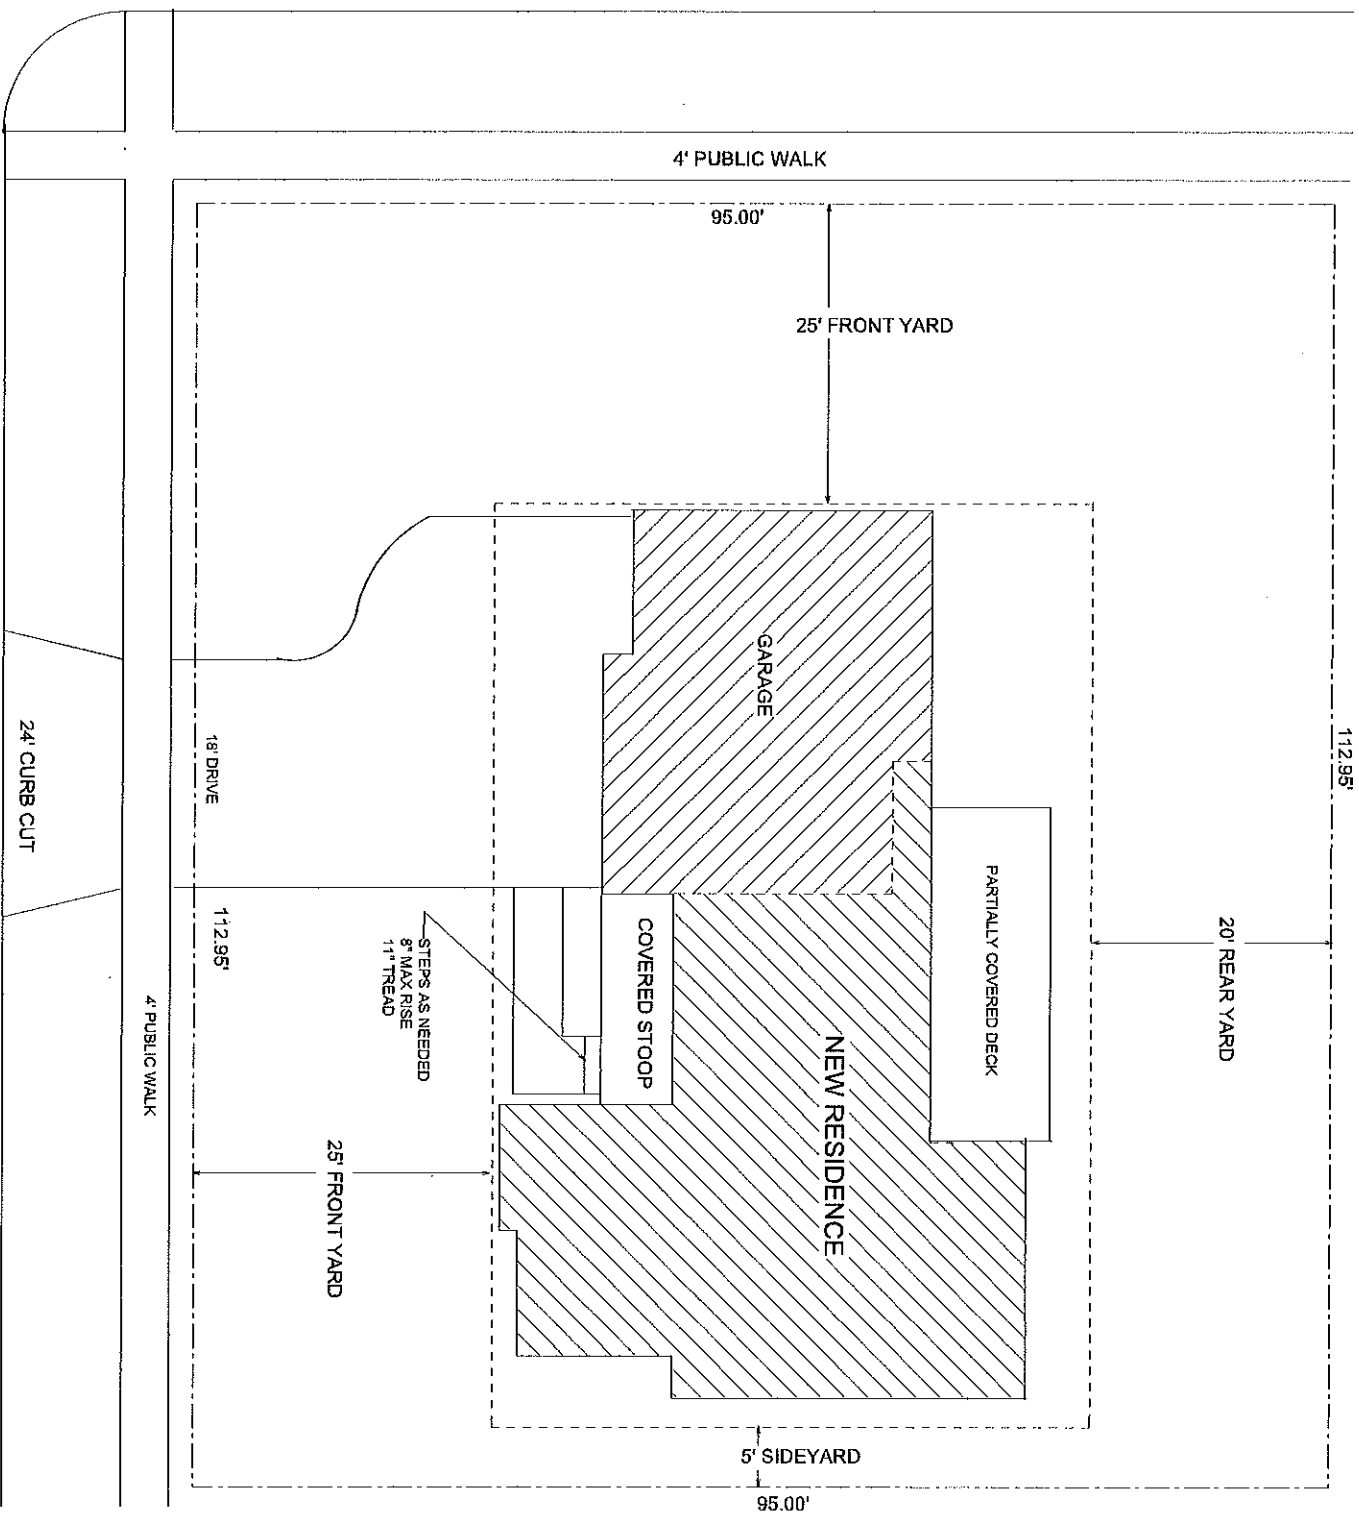 4' PUBLIC WALK
95.00'
25' FRONT YARD
112.95'
GARAGE
18' DRIVE
24' CURB CUT
PARTIALLY COVERED DECK
20' REAR YARD
112.95'
COVERED STOOP
STEPS AS NEEDED
8" MAX RISE
11" TREAD
4' PUBLIC WALK
NEW RESIDENCE
25' FRONT YARD
5' SIDEYARD
95.00'